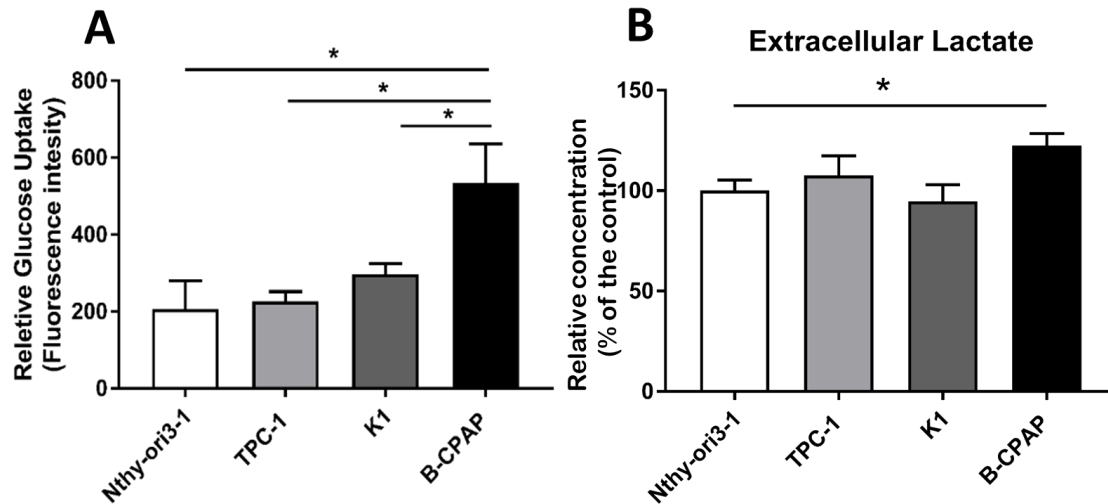 A
Reletive Glucose Uptake
(Fluorescence intesity)
800
600
400
200
0
*
*
*
Nthy-ori3-1
TPC-1
K1
B-CPAP
B
Extracellular Lactate
Relative concentration
(% of the control)
150
100
50
0
*
Nthy-ori3-1
TPC-1
K1
B-CPAP